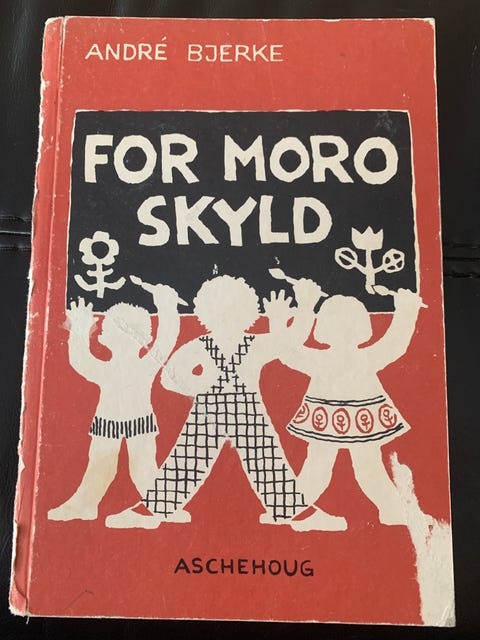 ANDRÉ BJERKE
FOR MORO
SKYLD
ASCHEHOUG